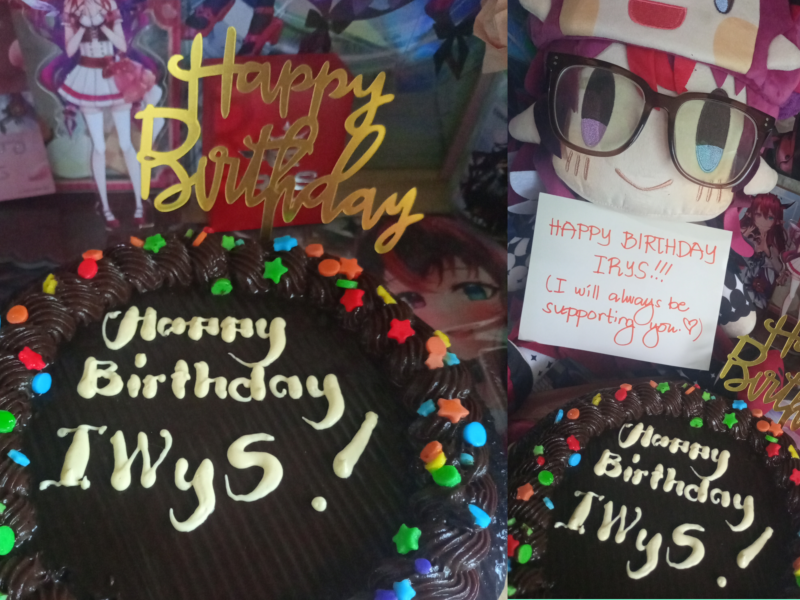 Happy
Birthday
Happy
Birthday
IWyS!
HAPPY BIRTHDAY
IRYS!!!
(I will always be
supporting you.♡)
Happy
Birthday
IWyS!